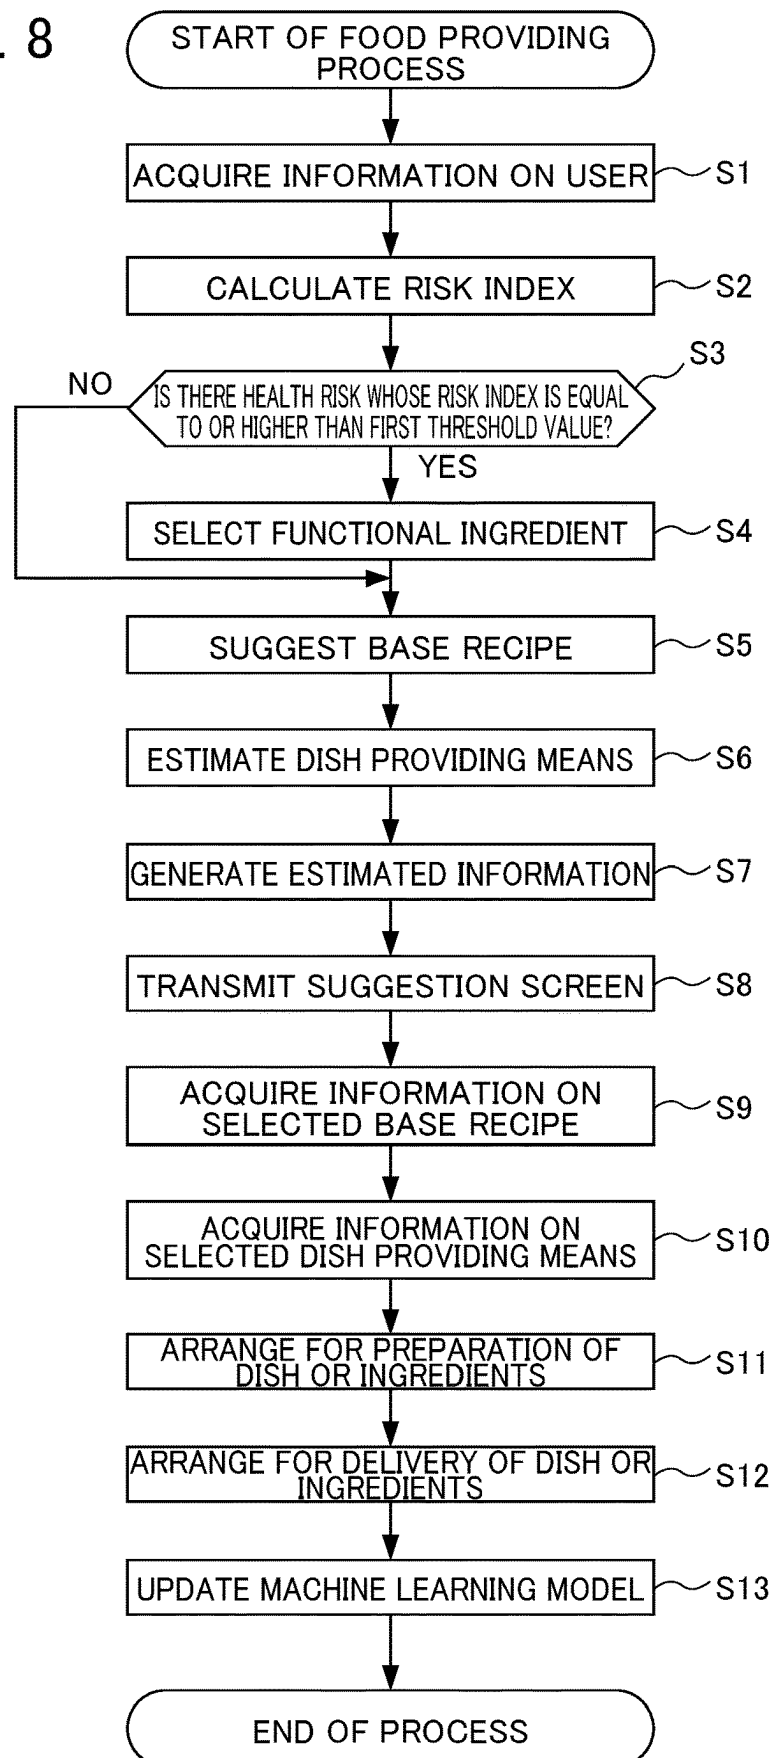 . 8
START OF FOOD PROVIDING
PROCESS
ACQUIRE INFORMATION ON USER
S1
CALCULATE RISK INDEX
S2
S3
NO
IS THERE HEALTH RISK WHOSE RISK INDEX IS EQUAL
TO OR HIGHER THAN FIRST THRESHOLD VALUE?
YES
SELECT FUNCTIONAL INGREDIENT
S4
SUGGEST BASE RECIPE
S5
ESTIMATE DISH PROVIDING MEANS
S6
GENERATE ESTIMATED INFORMATION
S7
TRANSMIT SUGGESTION SCREEN
S8
ACQUIRE INFORMATION ON
SELECTED BASE RECIPE
S9
ACQUIRE INFORMATION ON
SELECTED DISH PROVIDING MEANS
S10
ARRANGE FOR PREPARATION OF
DISH OR INGREDIENTS
S11
ARRANGE FOR DELIVERY OF DISH OR
INGREDIENTS
S12
UPDATE MACHINE LEARNING MODEL
S13
END OF PROCESS